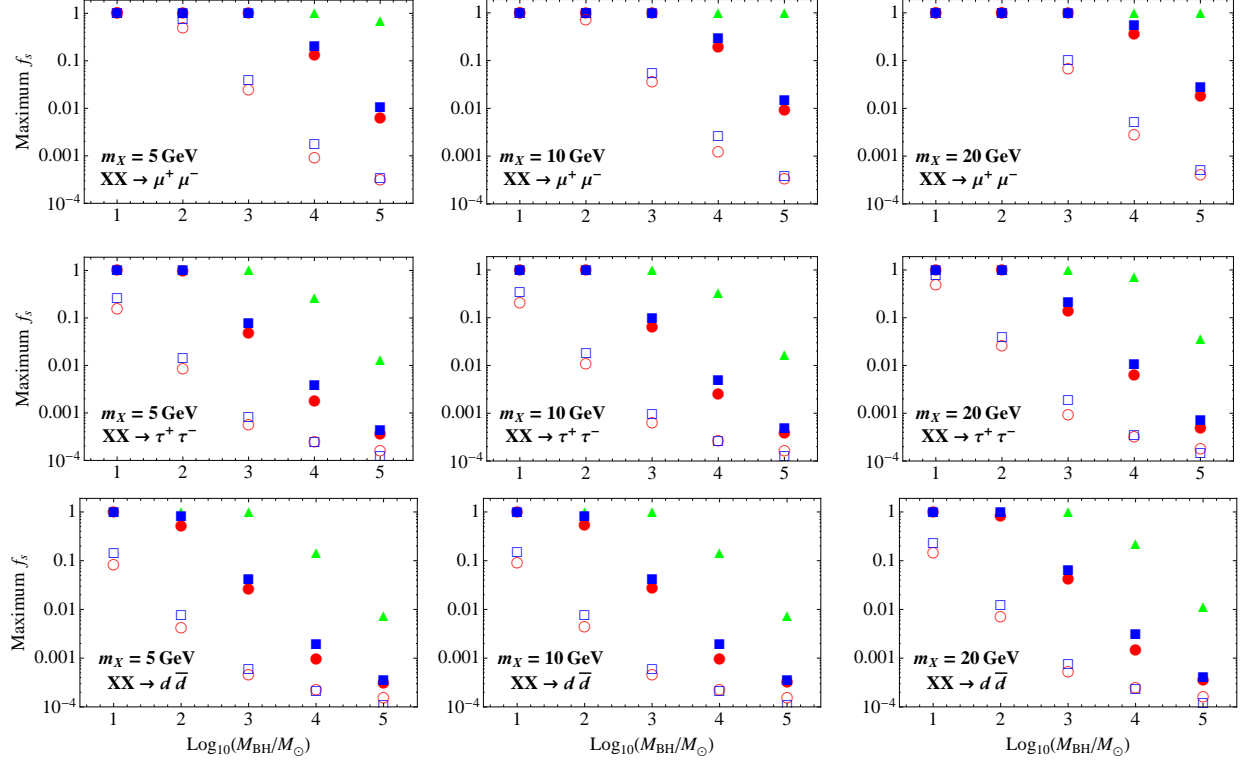 1
0.1
0.01
0.001
10⁻⁴
Maximum fₛ
m_X = 5 GeV
XX → μ⁺ μ⁻
1 2 3 4 5
1
0.1
0.01
0.001
10⁻⁴
m_X = 10 GeV
XX → μ⁺ μ⁻
1 2 3 4 5
1
0.1
0.01
0.001
10⁻⁴
m_X = 20 GeV
XX → μ⁺ μ⁻
1 2 3 4 5
1
0.1
0.01
0.001
10⁻⁴
Maximum fₛ
m_X = 5 GeV
XX → τ⁺ τ⁻
1 2 3 4 5
1
0.1
0.01
0.001
10⁻⁴
m_X = 10 GeV
XX → τ⁺ τ⁻
1 2 3 4 5
1
0.1
0.01
0.001
10⁻⁴
m_X = 20 GeV
XX → τ⁺ τ⁻
1 2 3 4 5
1
0.1
0.01
0.001
10⁻⁴
Maximum fₛ
m_X = 5 GeV
XX → d d̅
1 2 3 4 5
Log₁₀(M_BH/M_⊙)
1
0.1
0.01
0.001
10⁻⁴
m_X = 10 GeV
XX → d d̅
1 2 3 4 5
Log₁₀(M_BH/M_⊙)
1
0.1
0.01
0.001
10⁻⁴
m_X = 20 GeV
XX → d d̅
1 2 3 4 5
Log₁₀(M_BH/M_⊙)